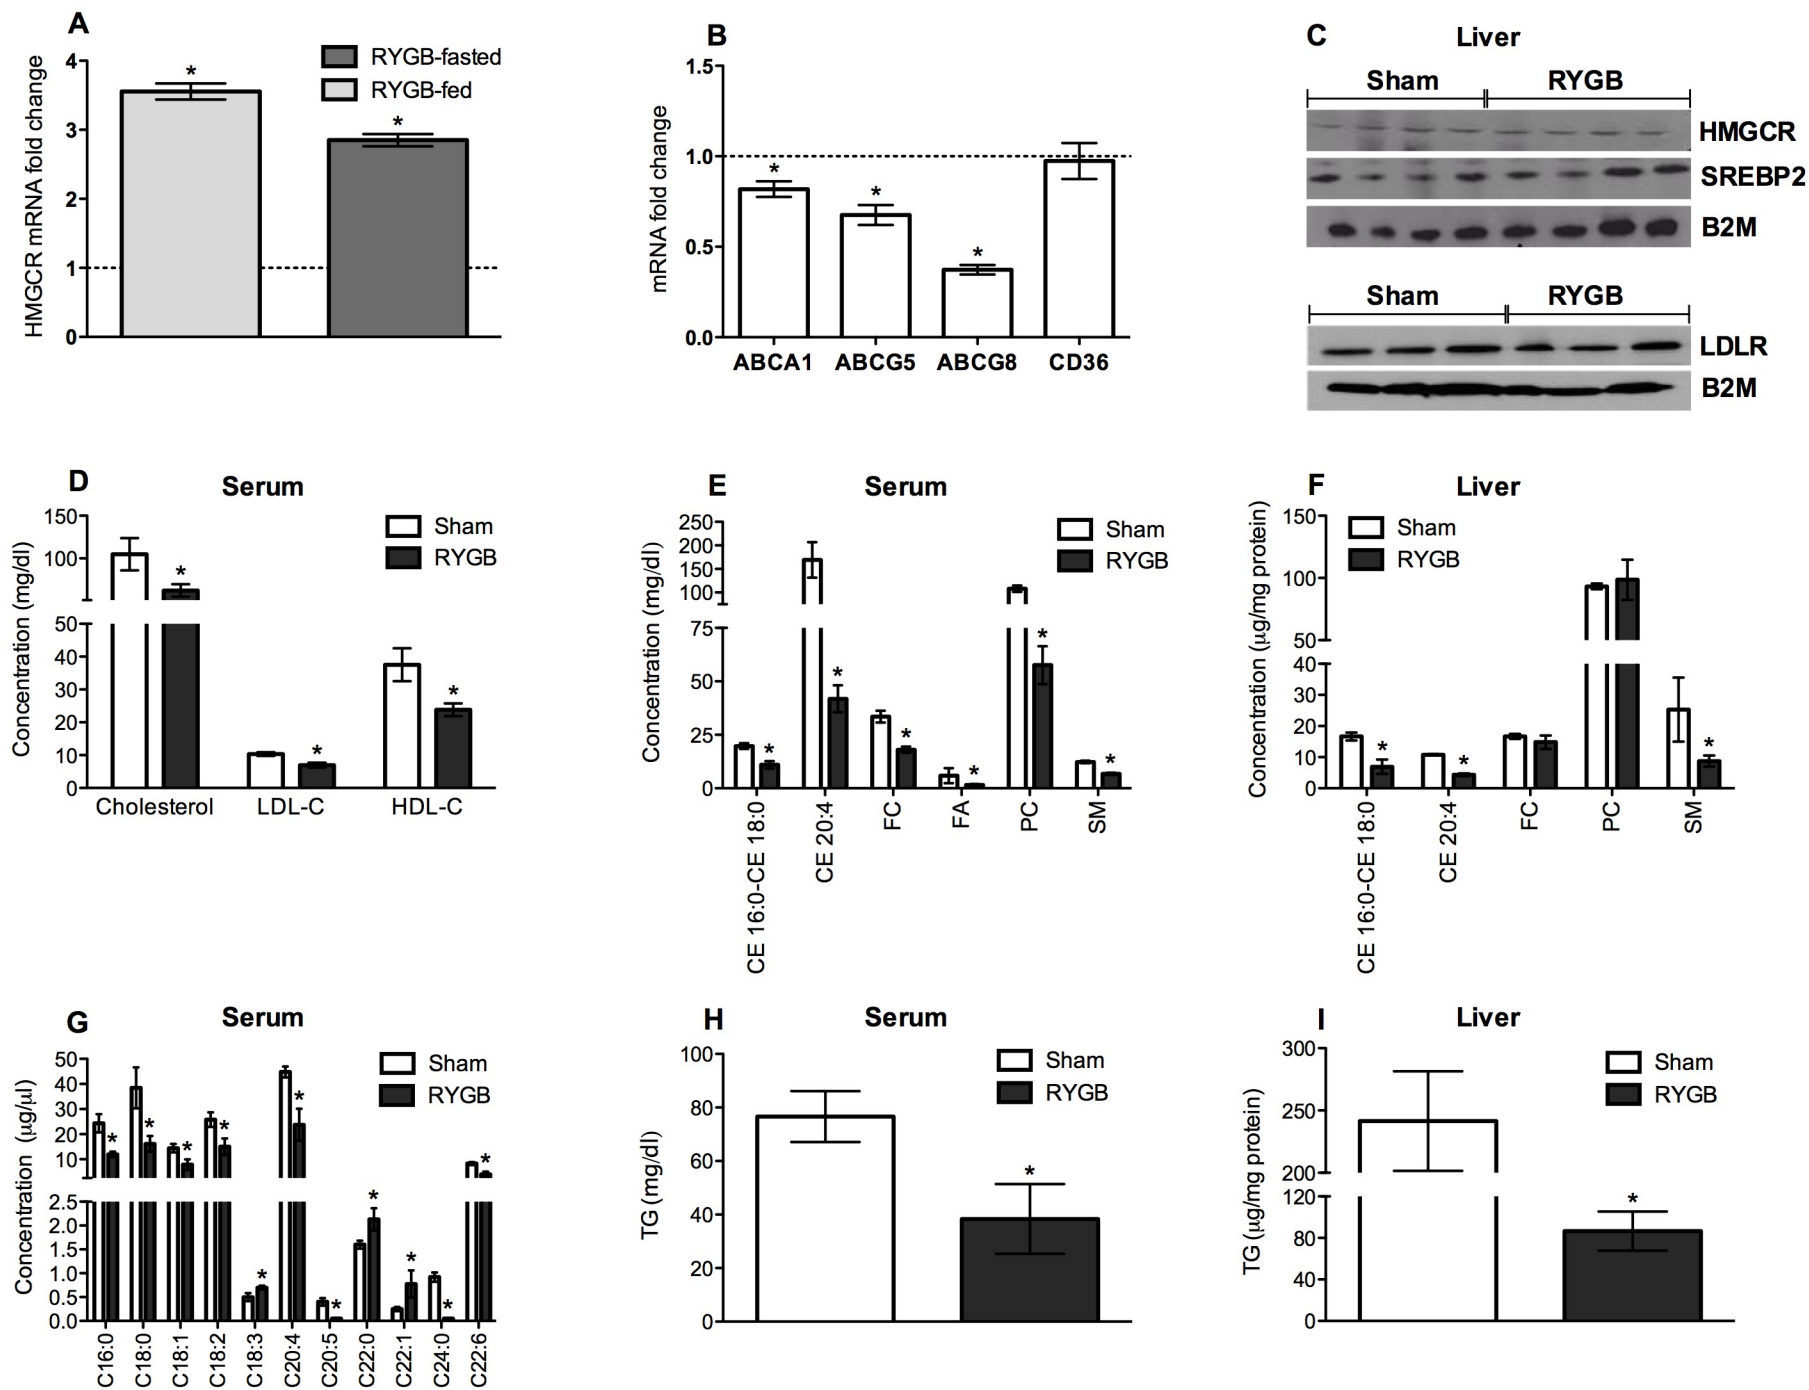 A
HMGCR mRNA fold change
4
3
2
1
0
*
*
RYGB-fasted
RYGB-fed
B
mRNA fold change
1.5
1.0
0.5
0.0
*
*
*
ABCA1 ABCG5 ABCG8 CD36
C
Liver
Sham RYGB
HMGCR
SREBP2
B2M
Sham RYGB
LDLR
B2M
D
Serum
Concentration (mg/dl)
150
100
50
40
30
20
10
0
Sham
RYGB
*
*
*
Cholesterol LDL-C HDL-C
E
Serum
Concentration (mg/dl)
250
200
150
100
75
50
25
0
Sham
RYGB
*
*
*
*
*
*
CE 16:0-CE 18:0
CE 20:4
FC
FA
PC
SM
F
Liver
Concentration (µg/mg protein)
150
100
50
40
30
20
10
0
Sham
RYGB
*
*
*
CE 16:0-CE 18:0
CE 20:4
FC
PC
SM
G
Serum
Concentration (µg/µl)
50
40
30
20
10
2.5
2.0
1.5
1.0
0.5
0.0
Sham
RYGB
*
*
*
*
*
*
*
*
*
*
*
C16:0
C18:0
C18:1
C18:2
C18:3
C20:4
C20:5
C22:0
C22:1
C24:0
C22:6
H
Serum
TG (mg/dl)
100
80
60
40
20
0
Sham
RYGB
*
I
Liver
TG (µg/mg protein)
300
250
200
120
80
40
0
Sham
RYGB
*